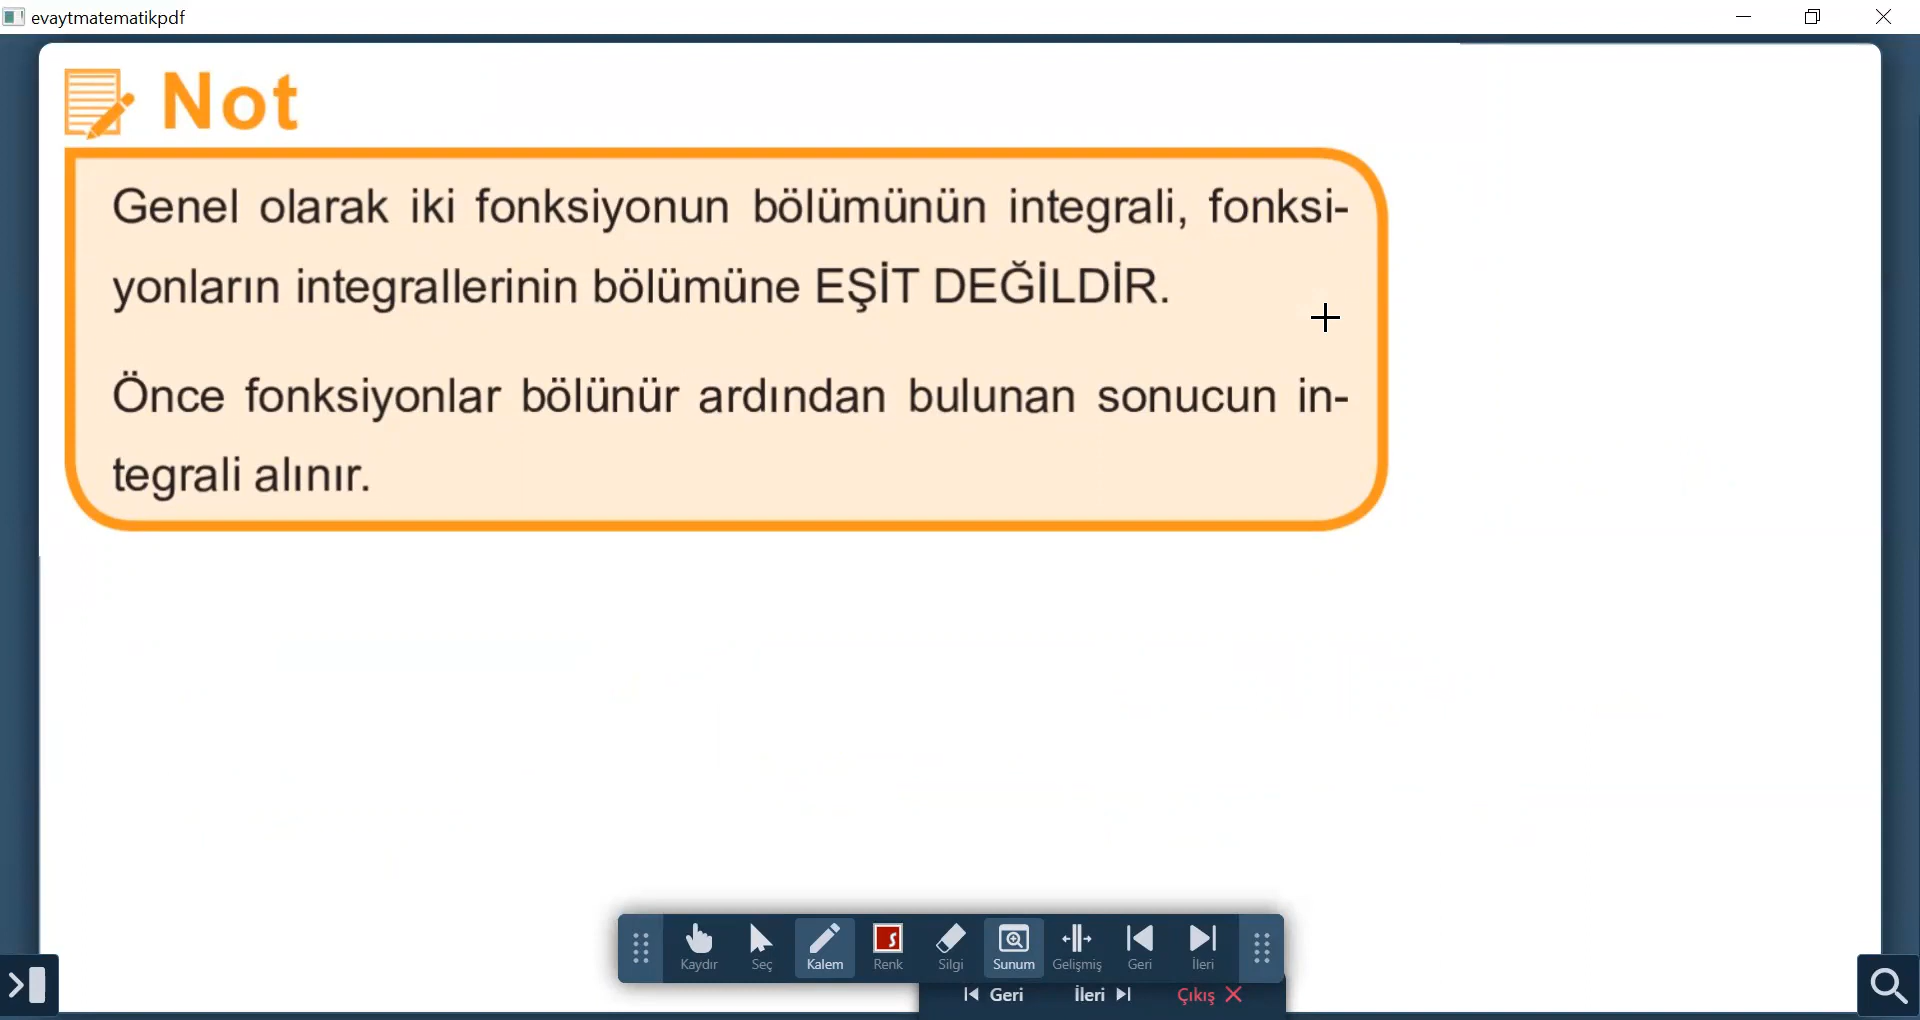 evaytmatematikpdf
Not
Genel olarak iki fonksiyonun bölümünün integrali, fonksi-
yonların integrallerinin bölümüne EŞİT DEĞİLDİR.
Önce fonksiyonlar bölünür ardından bulunan sonucun in-
tegrali alınır.
Kaydır Seç Kalem Renk Silgi Sunum Gelişmiş Geri İleri
Geri İleri Çıkış